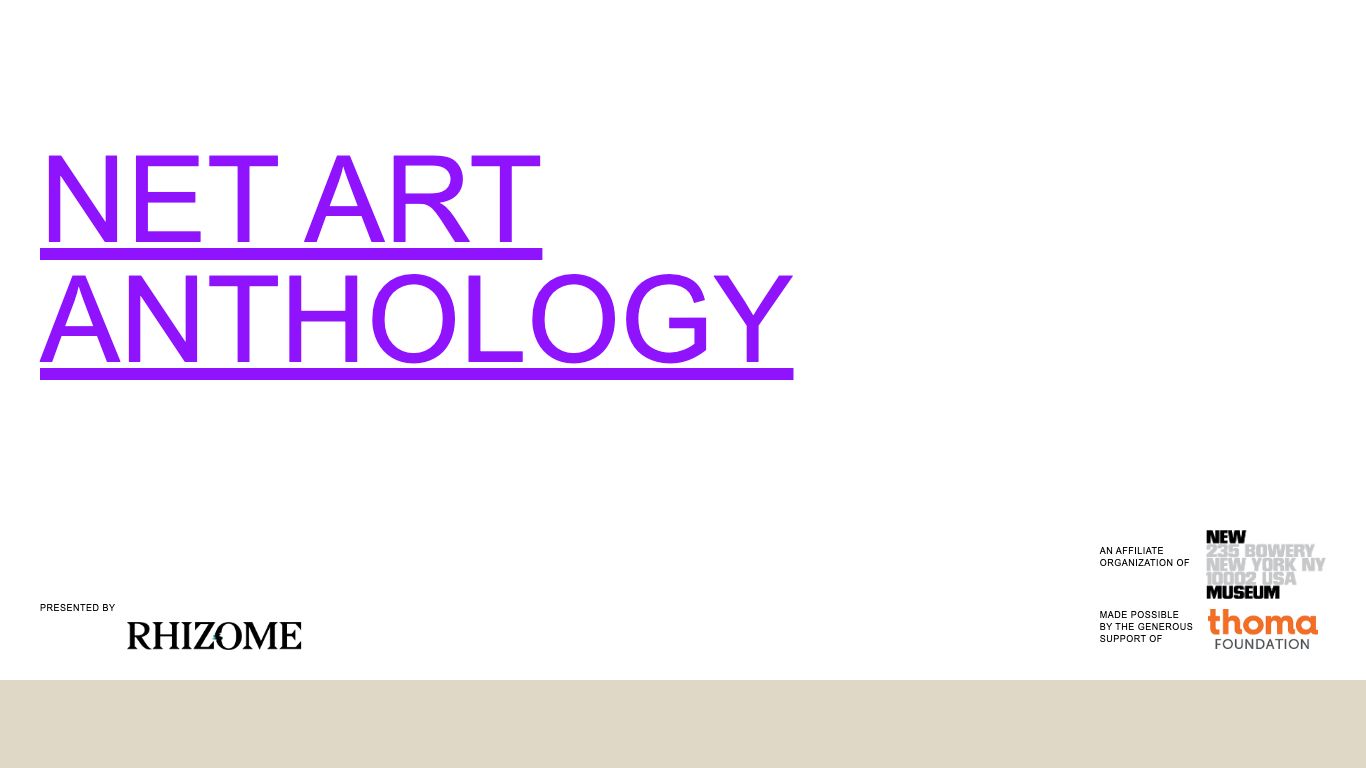 NET ART
ANTHOLOGY
PRESENTED BY
RHIZOME
AN AFFILIATE
ORGANIZATION OF
NEW
235 BOWERY
NEW YORK NY
10002 USA
MUSEUM
MADE POSSIBLE
BY THE GENEROUS
SUPPORT OF
thoma
FOUNDATION